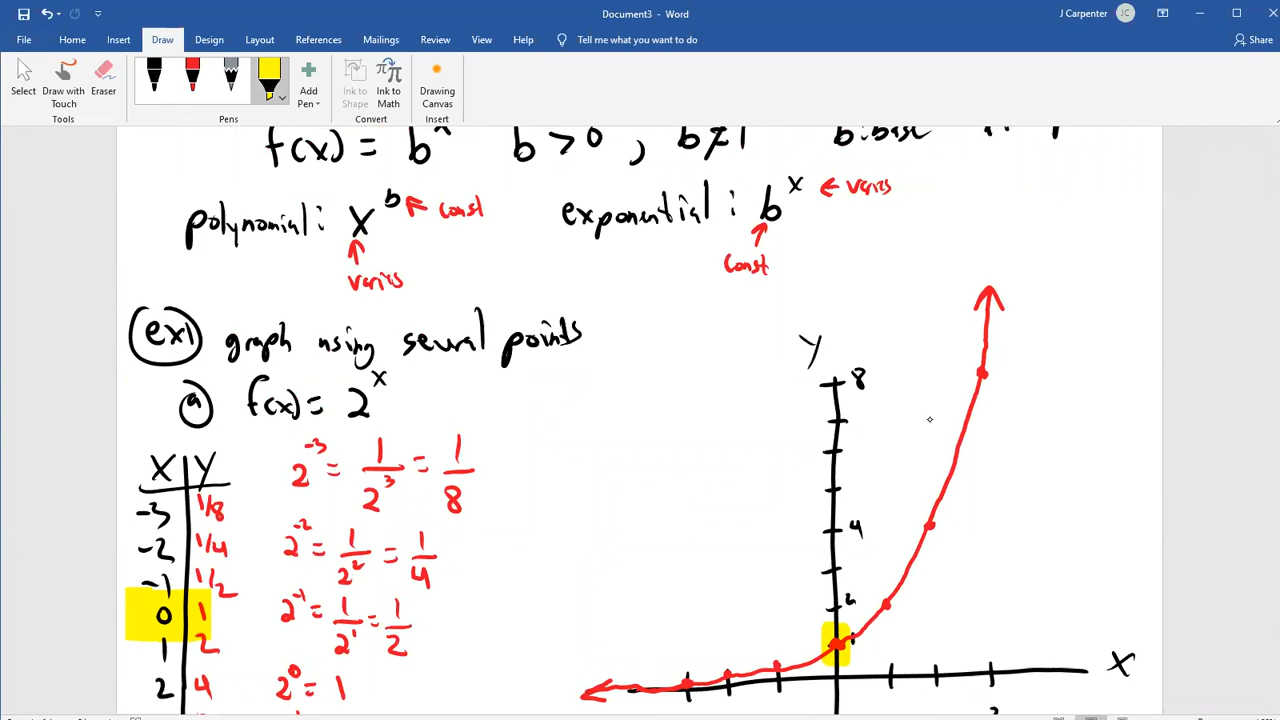 Document3 - Word
J Carpenter JC
File Home Insert Draw Design Layout References Mailings Review View Help Tell me what you want to do Share
Select Draw with Touch Eraser Add Pen Ink to Shape Ink to Math Drawing Canvas
Tools Pens Convert Insert
f(x) = b^x b > 0 , b ≠ 1 b: base
polynomial: x^b ← const
varies
exponential: b^x ← varies
const
ex1 graph using several points
a f(x) = 2^x
x y
-3 1/8 2^-3 = 1/2^3 = 1/8
-2 1/4 2^-2 = 1/2^2 = 1/4
-1 1/2
0 1 2^-1 = 1/2^1 = 1/2
1 2
2 4 2^0 = 1
y
8
4
2
1
x